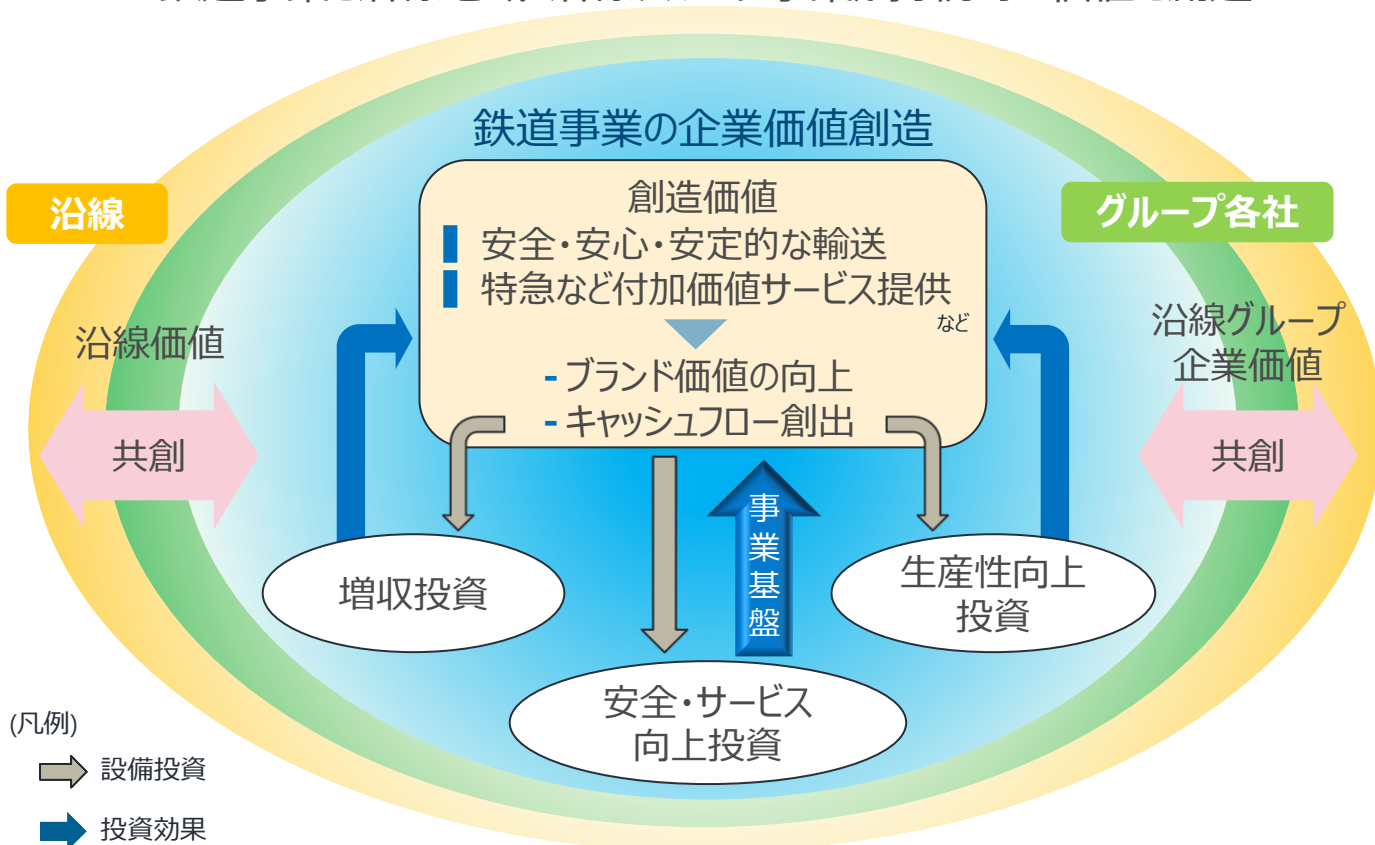 鉄道事業の企業価値創造
沿線
グループ各社
創造価値
安全・安心・安定的な輸送
特急など付加価値サービス提供
など
- ブランド価値の向上
- キャッシュフロー創出
沿線価値
共創
沿線グループ
企業価値
共創
事業基盤
増収投資
生産性向上
投資
安全・サービス
向上投資
(凡例)
設備投資
投資効果